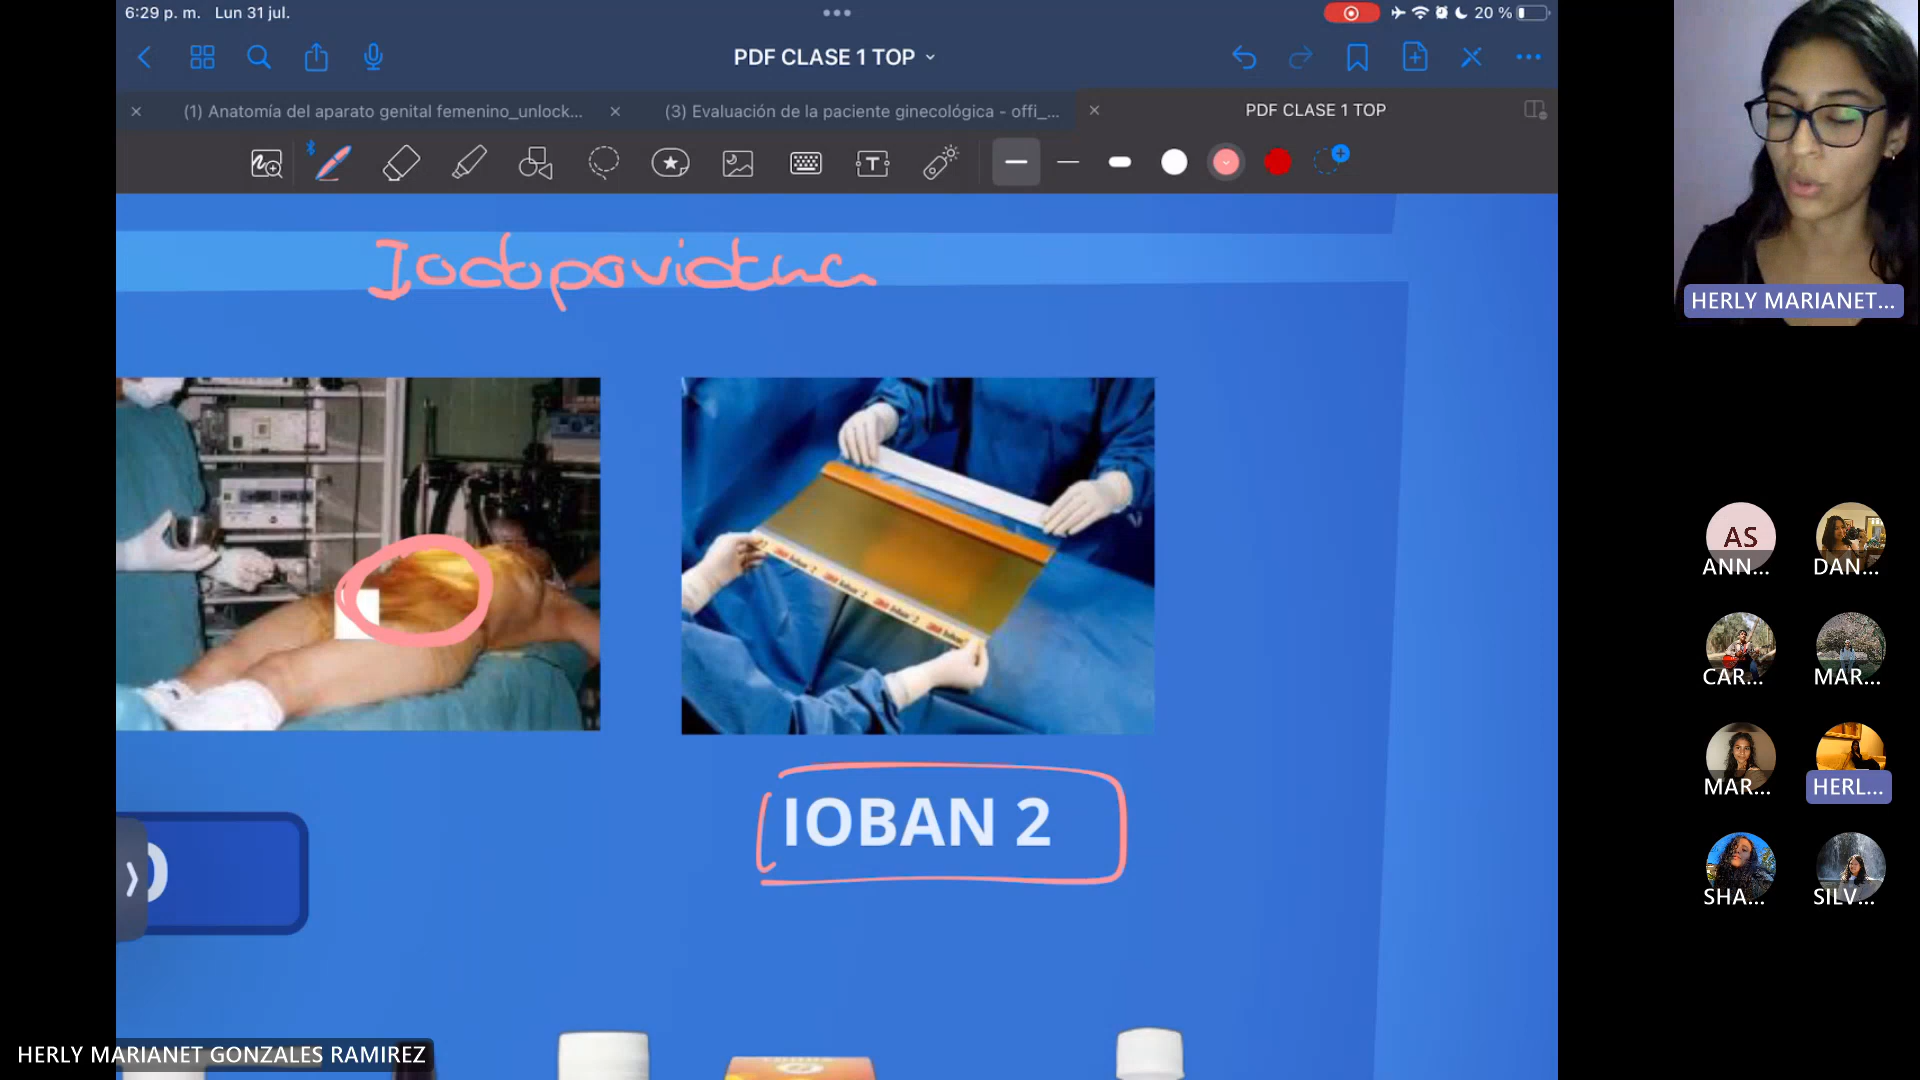 6:29 p. m. Lun 31 jul.
20 %
PDF CLASE 1 TOP
(1) Anatomía del aparato genital femenino_unlock...
(3) Evaluación de la paciente ginecológica - offi_...
PDF CLASE 1 TOP
Iodopovidona
IOBAN 2
HERLY MARIANET...
AS
ANN...
DAN...
CAR...
MAR...
MAR...
HERL...
SHA...
SILV...
HERLY MARIANET GONZALES RAMIREZ